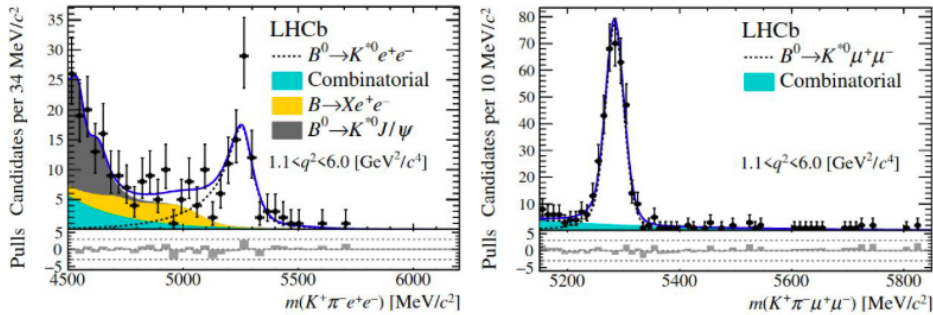 LHCb
B⁰→K*⁰e⁺e⁻
Combinatorial
B→Xe⁺e⁻
B⁰→K*⁰J/ψ
1.1<q²<6.0 [GeV²/c⁴]
Candidates per 34 MeV/c²
35
30
25
20
15
10
5
Pulls
5
0
−5
4500
5000
5500
6000
m(K⁺π⁻e⁺e⁻) [MeV/c²]
LHCb
B⁰→K*⁰μ⁺μ⁻
Combinatorial
1.1<q²<6.0 [GeV²/c⁴]
Candidates per 10 MeV/c²
80
70
60
50
40
30
20
10
Pulls
5
0
−5
5200
5400
5600
5800
m(K⁺π⁻μ⁺μ⁻) [MeV/c²]